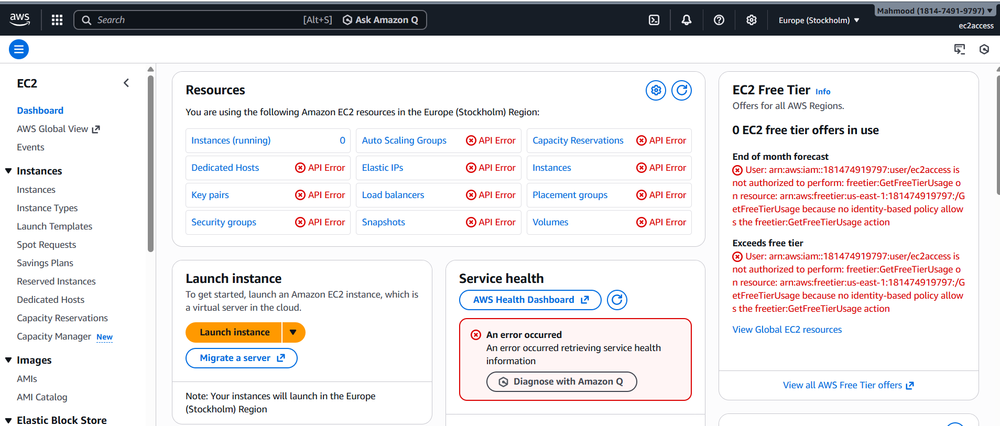 aws
Search [Alt+S] Ask Amazon Q
Europe (Stockholm)
Mahmood (1814-7491-9797)
ec2access
EC2
Dashboard
AWS Global View
Events
Instances
Instances
Instance Types
Launch Templates
Spot Requests
Savings Plans
Reserved Instances
Dedicated Hosts
Capacity Reservations
Capacity Manager New
Images
AMIs
AMI Catalog
Elastic Block Store
Resources
You are using the following Amazon EC2 resources in the Europe (Stockholm) Region:
Instances (running) 0
Auto Scaling Groups API Error
Capacity Reservations API Error
Dedicated Hosts API Error
Elastic IPs API Error
Instances API Error
Key pairs API Error
Load balancers API Error
Placement groups API Error
Security groups API Error
Snapshots API Error
Volumes API Error
Launch instance
To get started, launch an Amazon EC2 instance, which is
a virtual server in the cloud.
Launch instance
Migrate a server
Note: Your instances will launch in the Europe
(Stockholm) Region
Service health
AWS Health Dashboard
An error occurred
An error occurred retrieving service health
information
Diagnose with Amazon Q
EC2 Free Tier Info
Offers for all AWS Regions.
0 EC2 free tier offers in use
End of month forecast
User: arn:aws:iam::181474919797:user/ec2access is
not authorized to perform: freetier:GetFreeTierUsage o
n resource: arn:aws:freetier:us-east-1:181474919797:/G
etFreeTierUsage because no identity-based policy allow
s the freetier:GetFreeTierUsage action
Exceeds free tier
User: arn:aws:iam::181474919797:user/ec2access is
not authorized to perform: freetier:GetFreeTierUsage o
n resource: arn:aws:freetier:us-east-1:181474919797:/G
etFreeTierUsage because no identity-based policy allow
s the freetier:GetFreeTierUsage action
View Global EC2 resources
View all AWS Free Tier offers